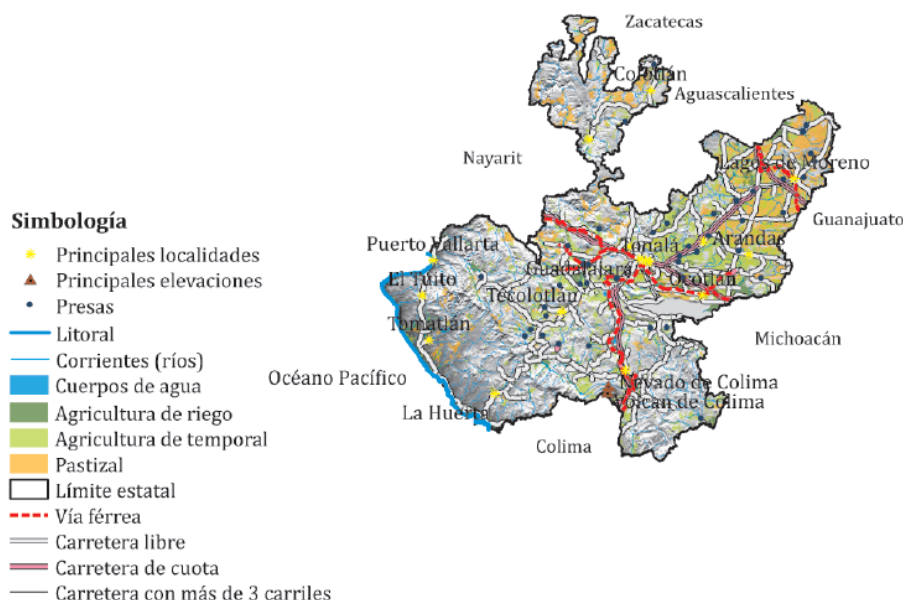 Zacatecas
Colotlán
Aguascalientes
Nayarit
Lagos de Moreno
Guanajuato
Puerto Vallarta
Tonalá
Arandas
Guadalajara
El Tuito
Ocotlán
Tecolotlán
Tomatlán
Michoacán
Océano Pacífico
Nevado de Colima
Volcán de Colima
La Huerta
Colima
Simbología
Principales localidades
Principales elevaciones
Presas
Litoral
Corrientes (ríos)
Cuerpos de agua
Agricultura de riego
Agricultura de temporal
Pastizal
Límite estatal
Vía férrea
Carretera libre
Carretera de cuota
Carretera con más de 3 carriles